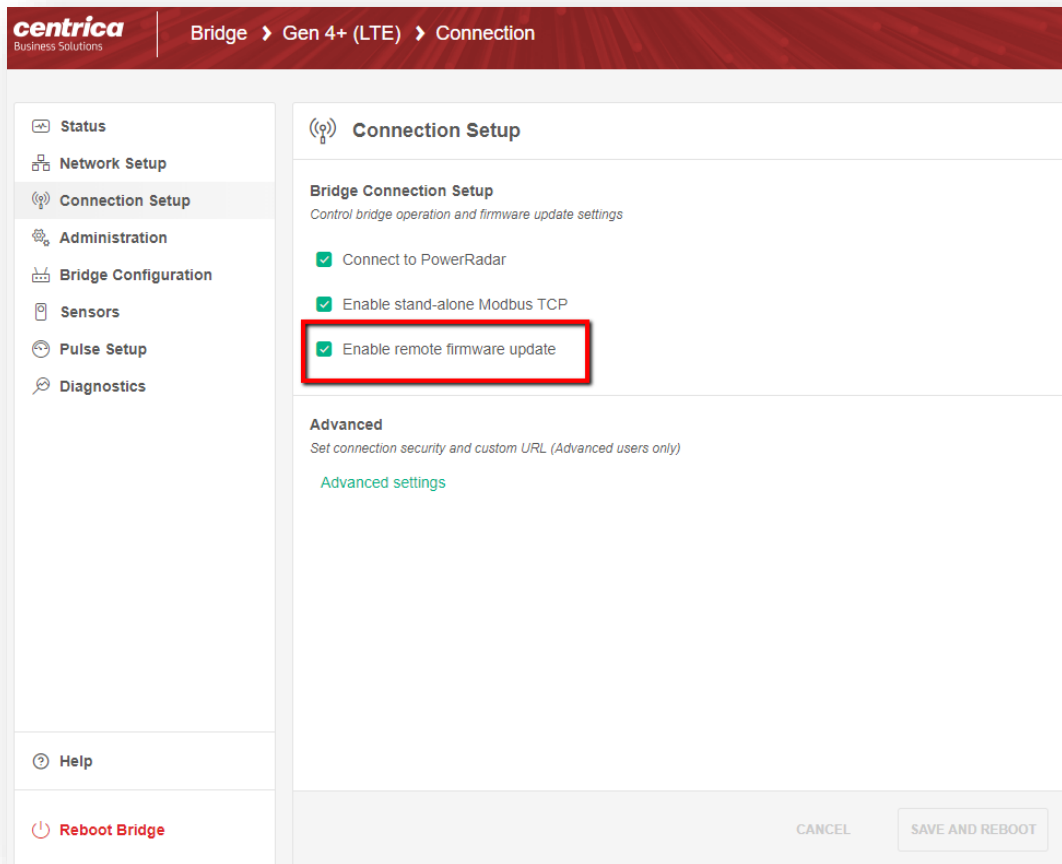 centrica
Business Solutions
Bridge > Gen 4+ (LTE) > Connection
Status
Network Setup
Connection Setup
Administration
Bridge Configuration
Sensors
Pulse Setup
Diagnostics
Help
Reboot Bridge
Connection Setup
Bridge Connection Setup
Control bridge operation and firmware update settings
Connect to PowerRadar
Enable stand-alone Modbus TCP
Enable remote firmware update
Advanced
Set connection security and custom URL (Advanced users only)
Advanced settings
CANCEL
SAVE AND REBOOT